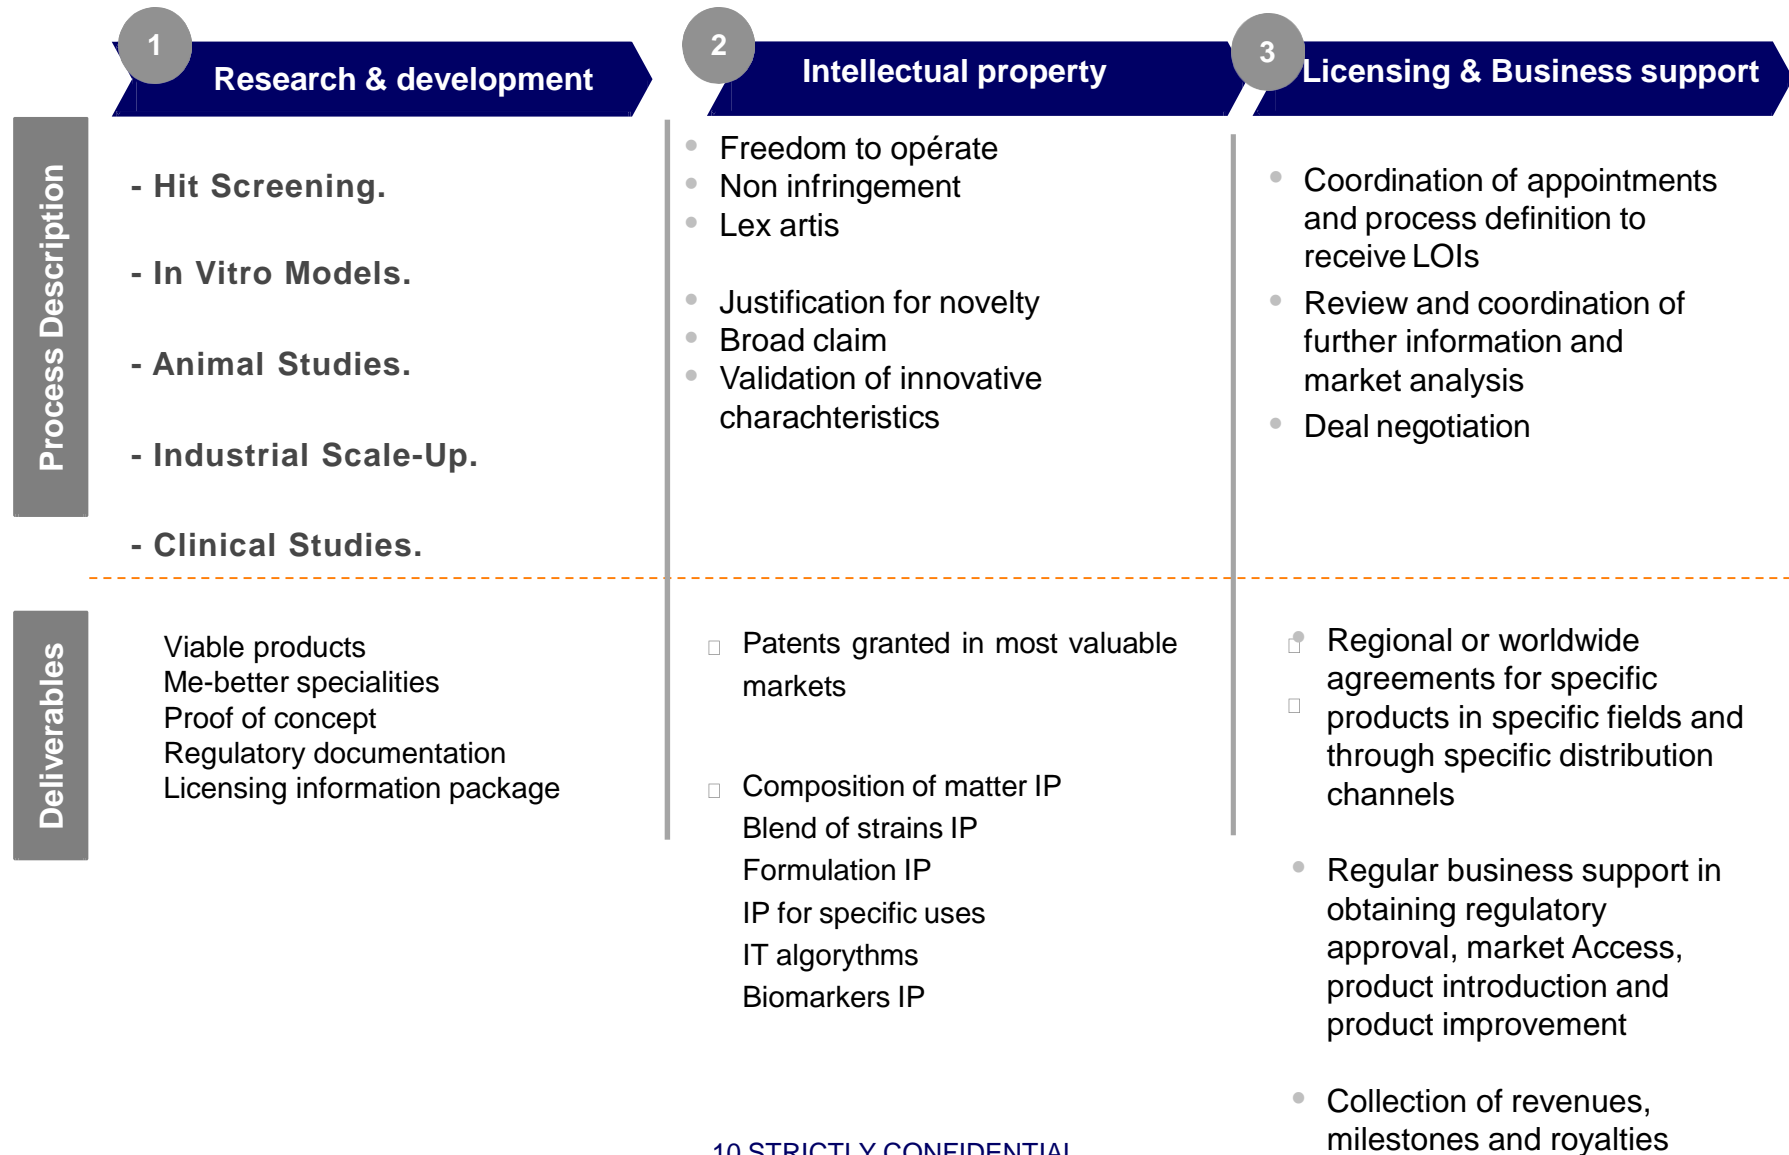 1
Research & development
2
Intellectual property
3
Licensing & Business support
Process Description
- Hit Screening.
- In Vitro Models.
- Animal Studies.
- Industrial Scale-Up.
- Clinical Studies.
Freedom to opérate
Non infringement
Lex artis
Justification for novelty
Broad claim
Validation of innovative
charachteristics
Coordination of appointments
and process definition to
receive LOIs
Review and coordination of
further information and
market analysis
Deal negotiation
Deliverables
Viable products
Me-better specialities
Proof of concept
Regulatory documentation
Licensing information package
Patents granted in most valuable
markets
Composition of matter IP
Blend of strains IP
Formulation IP
IP for specific uses
IT algorythms
Biomarkers IP
Regional or worldwide
agreements for specific
products in specific fields and
through specific distribution
channels
Regular business support in
obtaining regulatory
approval, market Access,
product introduction and
product improvement
Collection of revenues,
milestones and royalties
10 STRICTLY CONFIDENTIAL